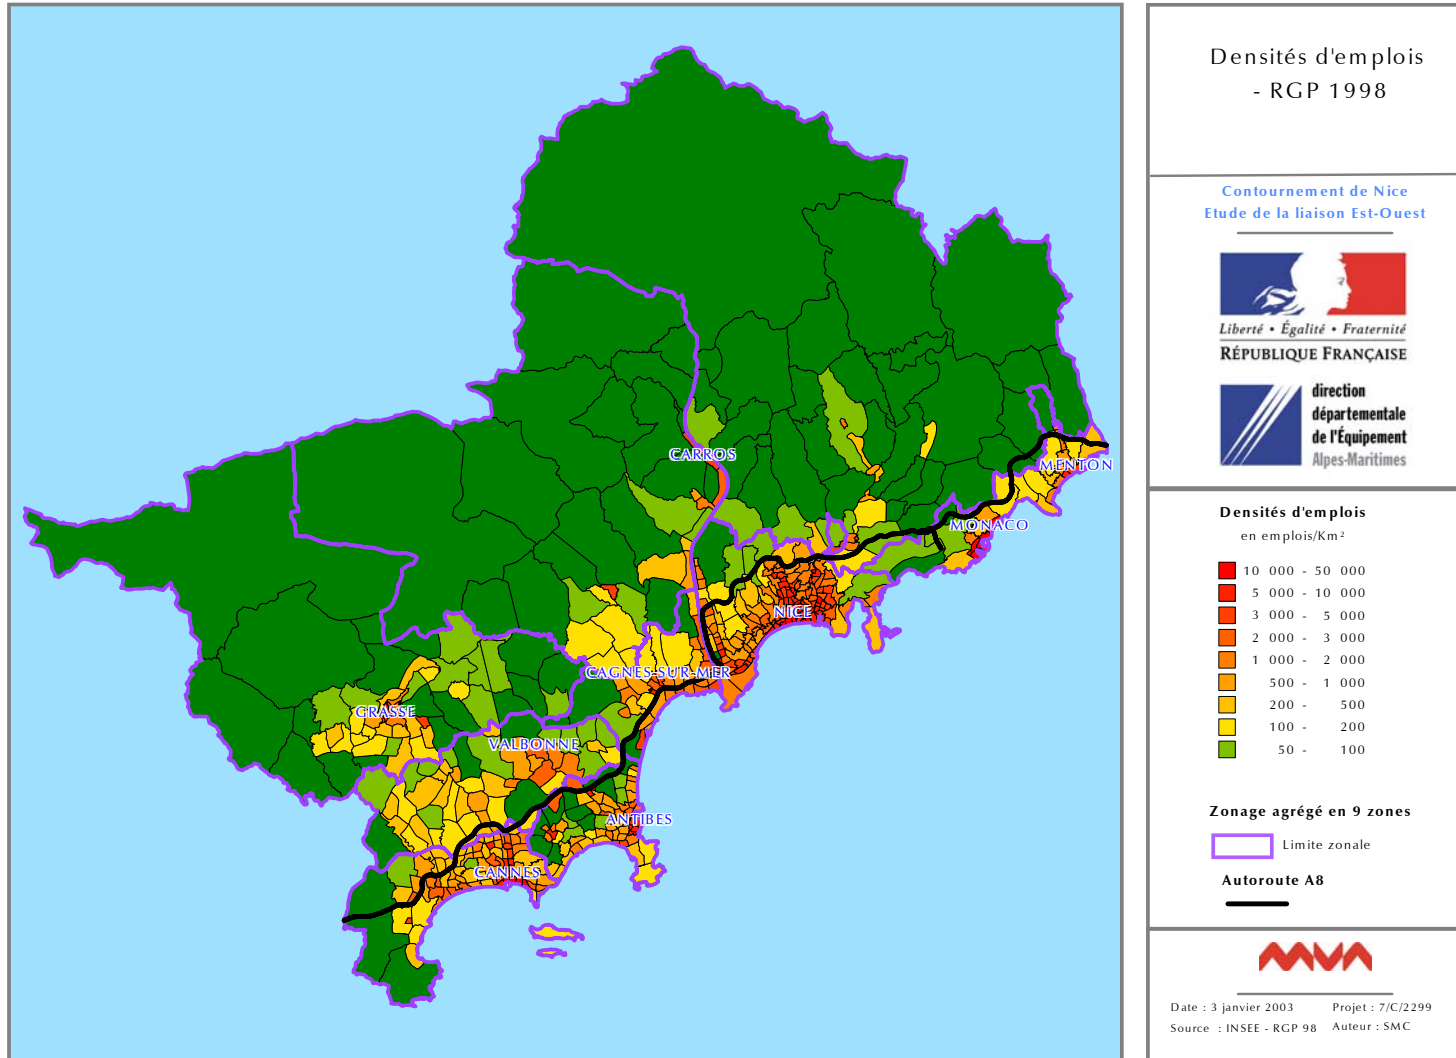 CARROS
MENTON
MONACO
NICE
CAGNES-SUR-MER
GRASSE
VALBONNE
ANTIBES
CANNES
Densités d'emplois
- RGP 1998
Contournement de Nice
Etude de la liaison Est-Ouest
Liberté • Égalité • Fraternité
RÉPUBLIQUE FRANÇAISE
direction
départementale
de l'Équipement
Alpes-Maritimes
Densités d'emplois
en emplois/Km²
10 000 - 50 000
5 000 - 10 000
3 000 - 5 000
2 000 - 3 000
1 000 - 2 000
500 - 1 000
200 - 500
100 - 200
50 - 100
Zonage agrégé en 9 zones
Limite zonale
Autoroute A8
MVA
Date : 3 janvier 2003 Projet : 7/C/2299
Source : INSEE - RGP 98 Auteur : SMC